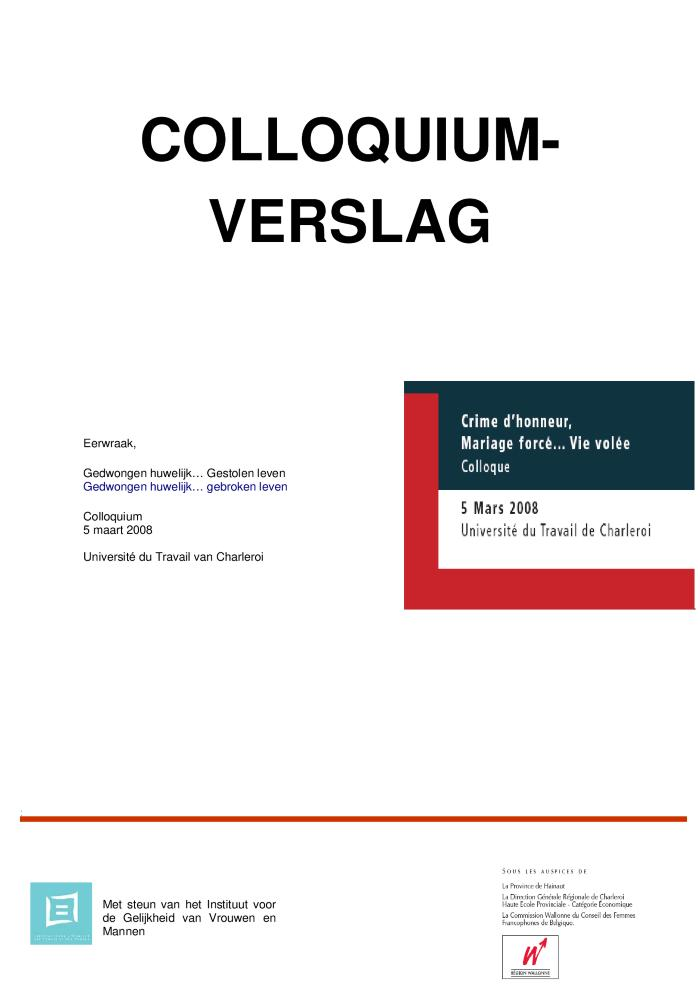 COLLOQUIUM-
VERSLAG
Eerwraak,
Gedwongen huwelijk… Gestolen leven
Gedwongen huwelijk… gebroken leven
Colloquium
5 maart 2008
Université du Travail van Charleroi
Crime d’honneur,
Mariage forcé... Vie volée
Colloque
5 Mars 2008
Université du Travail de Charleroi
Met steun van het Instituut voor
de Gelijkheid van Vrouwen en
Mannen
SOUS LES AUSPICES DE
La Province de Hainaut
La Direction Générale Régionale de Charleroi
Haute Ecole Provinciale - Catégorie Economique
La Commission Wallonne du Conseil des Femmes
Francophones de Belgique.
RÉGION WALLONNE